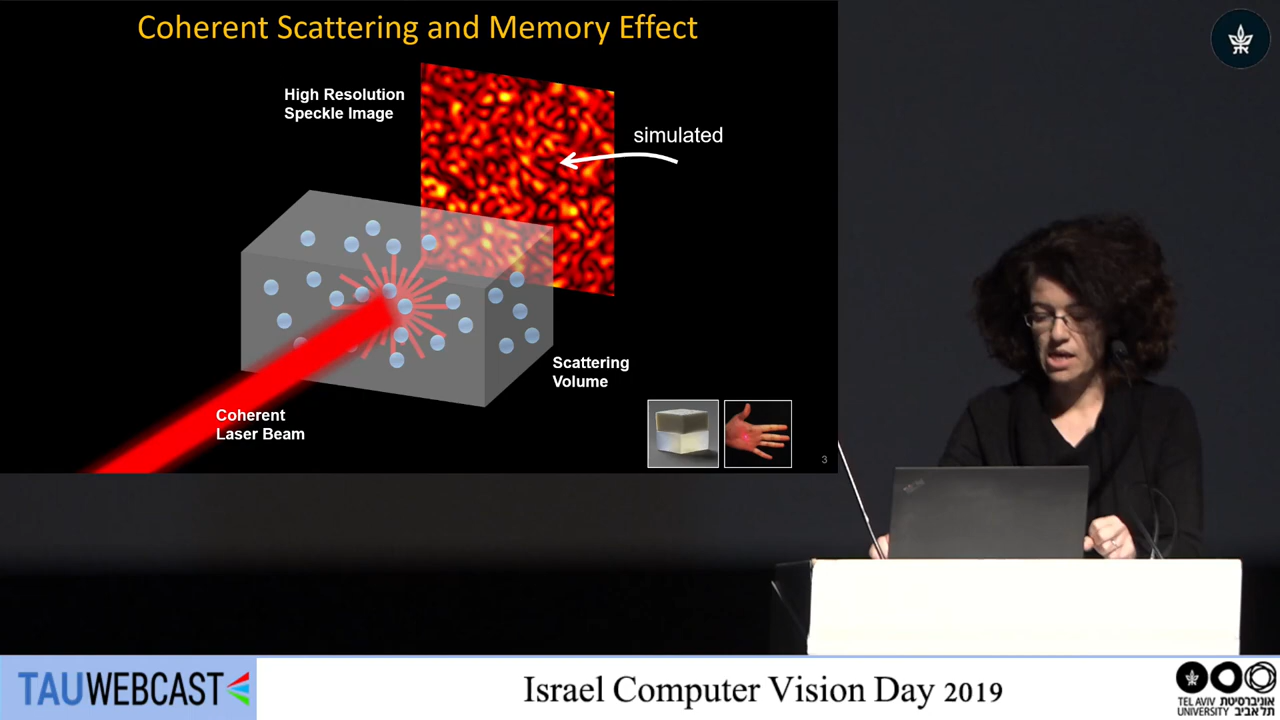 Coherent Scattering and Memory Effect
High Resolution
Speckle Image
simulated
Scattering
Volume
Coherent
Laser Beam
3
TAUWEBCAST
Israel Computer Vision Day 2019
TEL AVIV אוניברסיטת
UNIVERSITY תל אביב